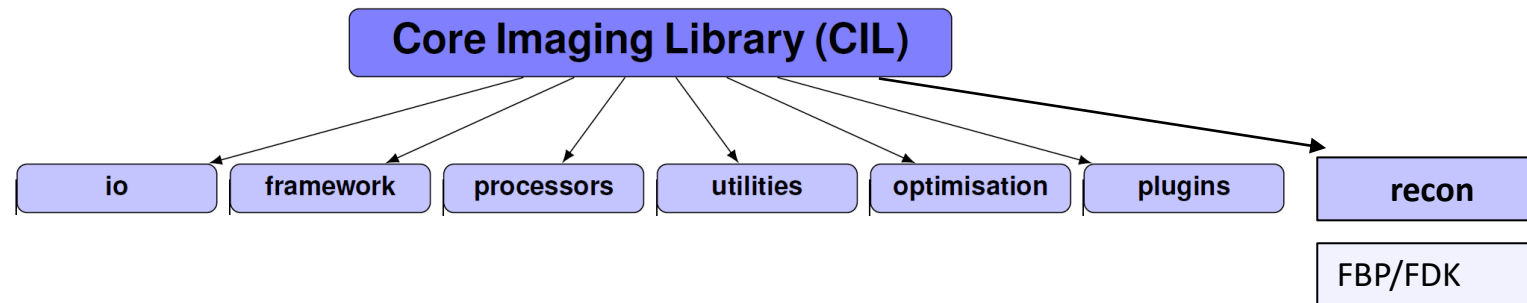 Core Imaging Library (CIL)
io
framework
processors
utilities
optimisation
plugins
recon
FBP/FDK